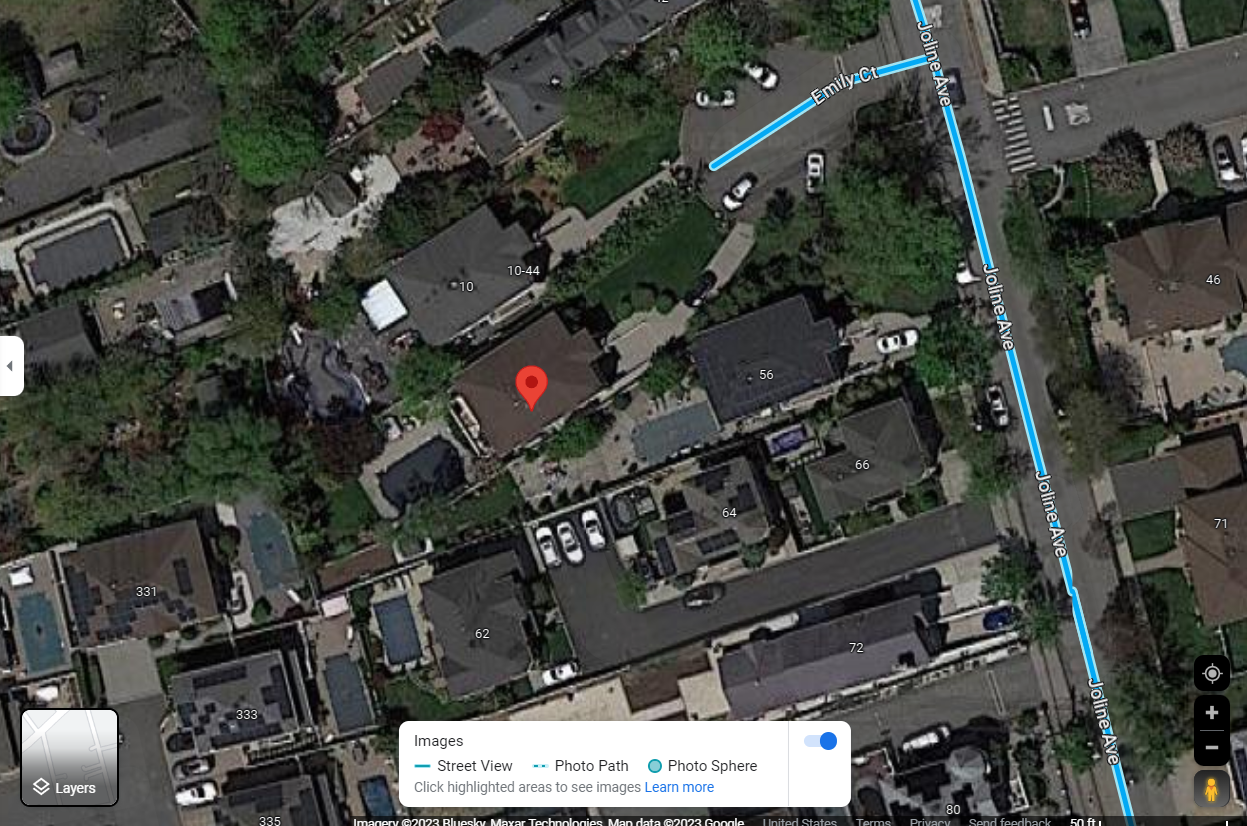 Emily Ct
Joline Ave
10-44
10
46
Joline Ave
56
66
Joline Ave
64
71
331
62
72
333
Joline Ave
Images
Street View
Photo Path
Photo Sphere
Click highlighted areas to see images Learn more
Layers
80
335
Imagery ©2023 Bluesky, Maxar Technologies, Map data ©2023 Google
United States
Terms
Privacy
Send feedback
50 ft